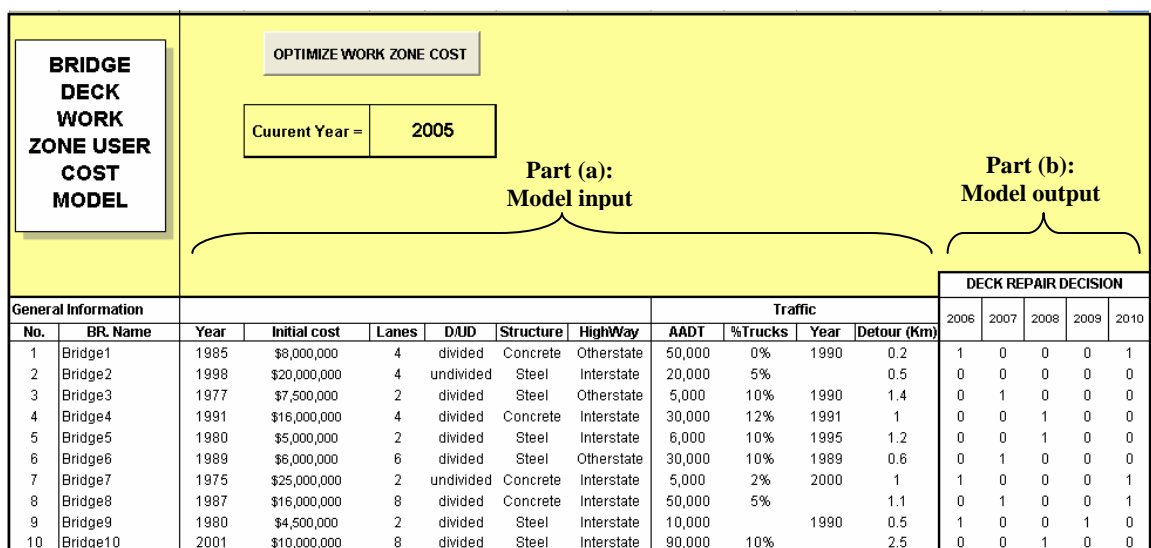 BRIDGE
DECK
WORK
ZONE USER
COST
MODEL
OPTIMIZE WORK ZONE COST
Cuurent Year = 2005
Part (a):
Model input
Part (b):
Model output
DECK REPAIR DECISION
General Information Traffic 2006 2007 2008 2009 2010
No. BR. Name Year Initial cost Lanes D/UD Structure HighWay AADT %Trucks Year Detour (Km)
1 Bridge1 1985 $8,000,000 4 divided Concrete Otherstate 50,000 0% 1990 0.2 1 0 0 0 1
2 Bridge2 1998 $20,000,000 4 undivided Steel Interstate 20,000 5% 0.5 0 0 0 0 0
3 Bridge3 1977 $7,500,000 2 divided Steel Otherstate 5,000 10% 1990 1.4 0 1 0 0 0
4 Bridge4 1991 $16,000,000 4 divided Concrete Interstate 30,000 12% 1991 1 0 0 1 0 0
5 Bridge5 1980 $5,000,000 2 divided Steel Interstate 6,000 10% 1995 1.2 0 0 1 0 0
6 Bridge6 1989 $6,000,000 6 divided Steel Otherstate 30,000 10% 1989 0.6 0 1 0 0 0
7 Bridge7 1975 $25,000,000 2 undivided Concrete Interstate 5,000 2% 2000 1 1 0 0 0 1
8 Bridge8 1987 $16,000,000 8 divided Concrete Interstate 50,000 5% 1.1 0 1 0 0 1
9 Bridge9 1980 $4,500,000 2 divided Steel Interstate 10,000 1990 0.5 1 0 0 1 0
10 Bridge10 2001 $10,000,000 8 divided Steel Interstate 90,000 10% 2.5 0 0 1 0 0